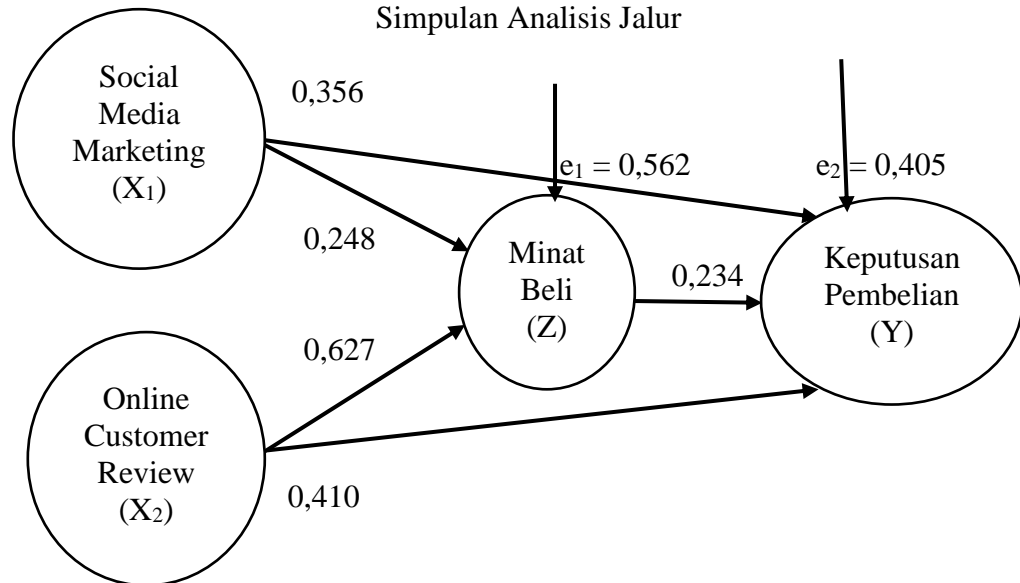 Simpulan Analisis Jalur
Social
Media
Marketing
(X₁)
0,356
0,248
e₁ = 0,562
e₂ = 0,405
Minat
Beli
(Z)
0,234
Keputusan
Pembelian
(Y)
0,627
Online
Customer
Review
(X₂)
0,410